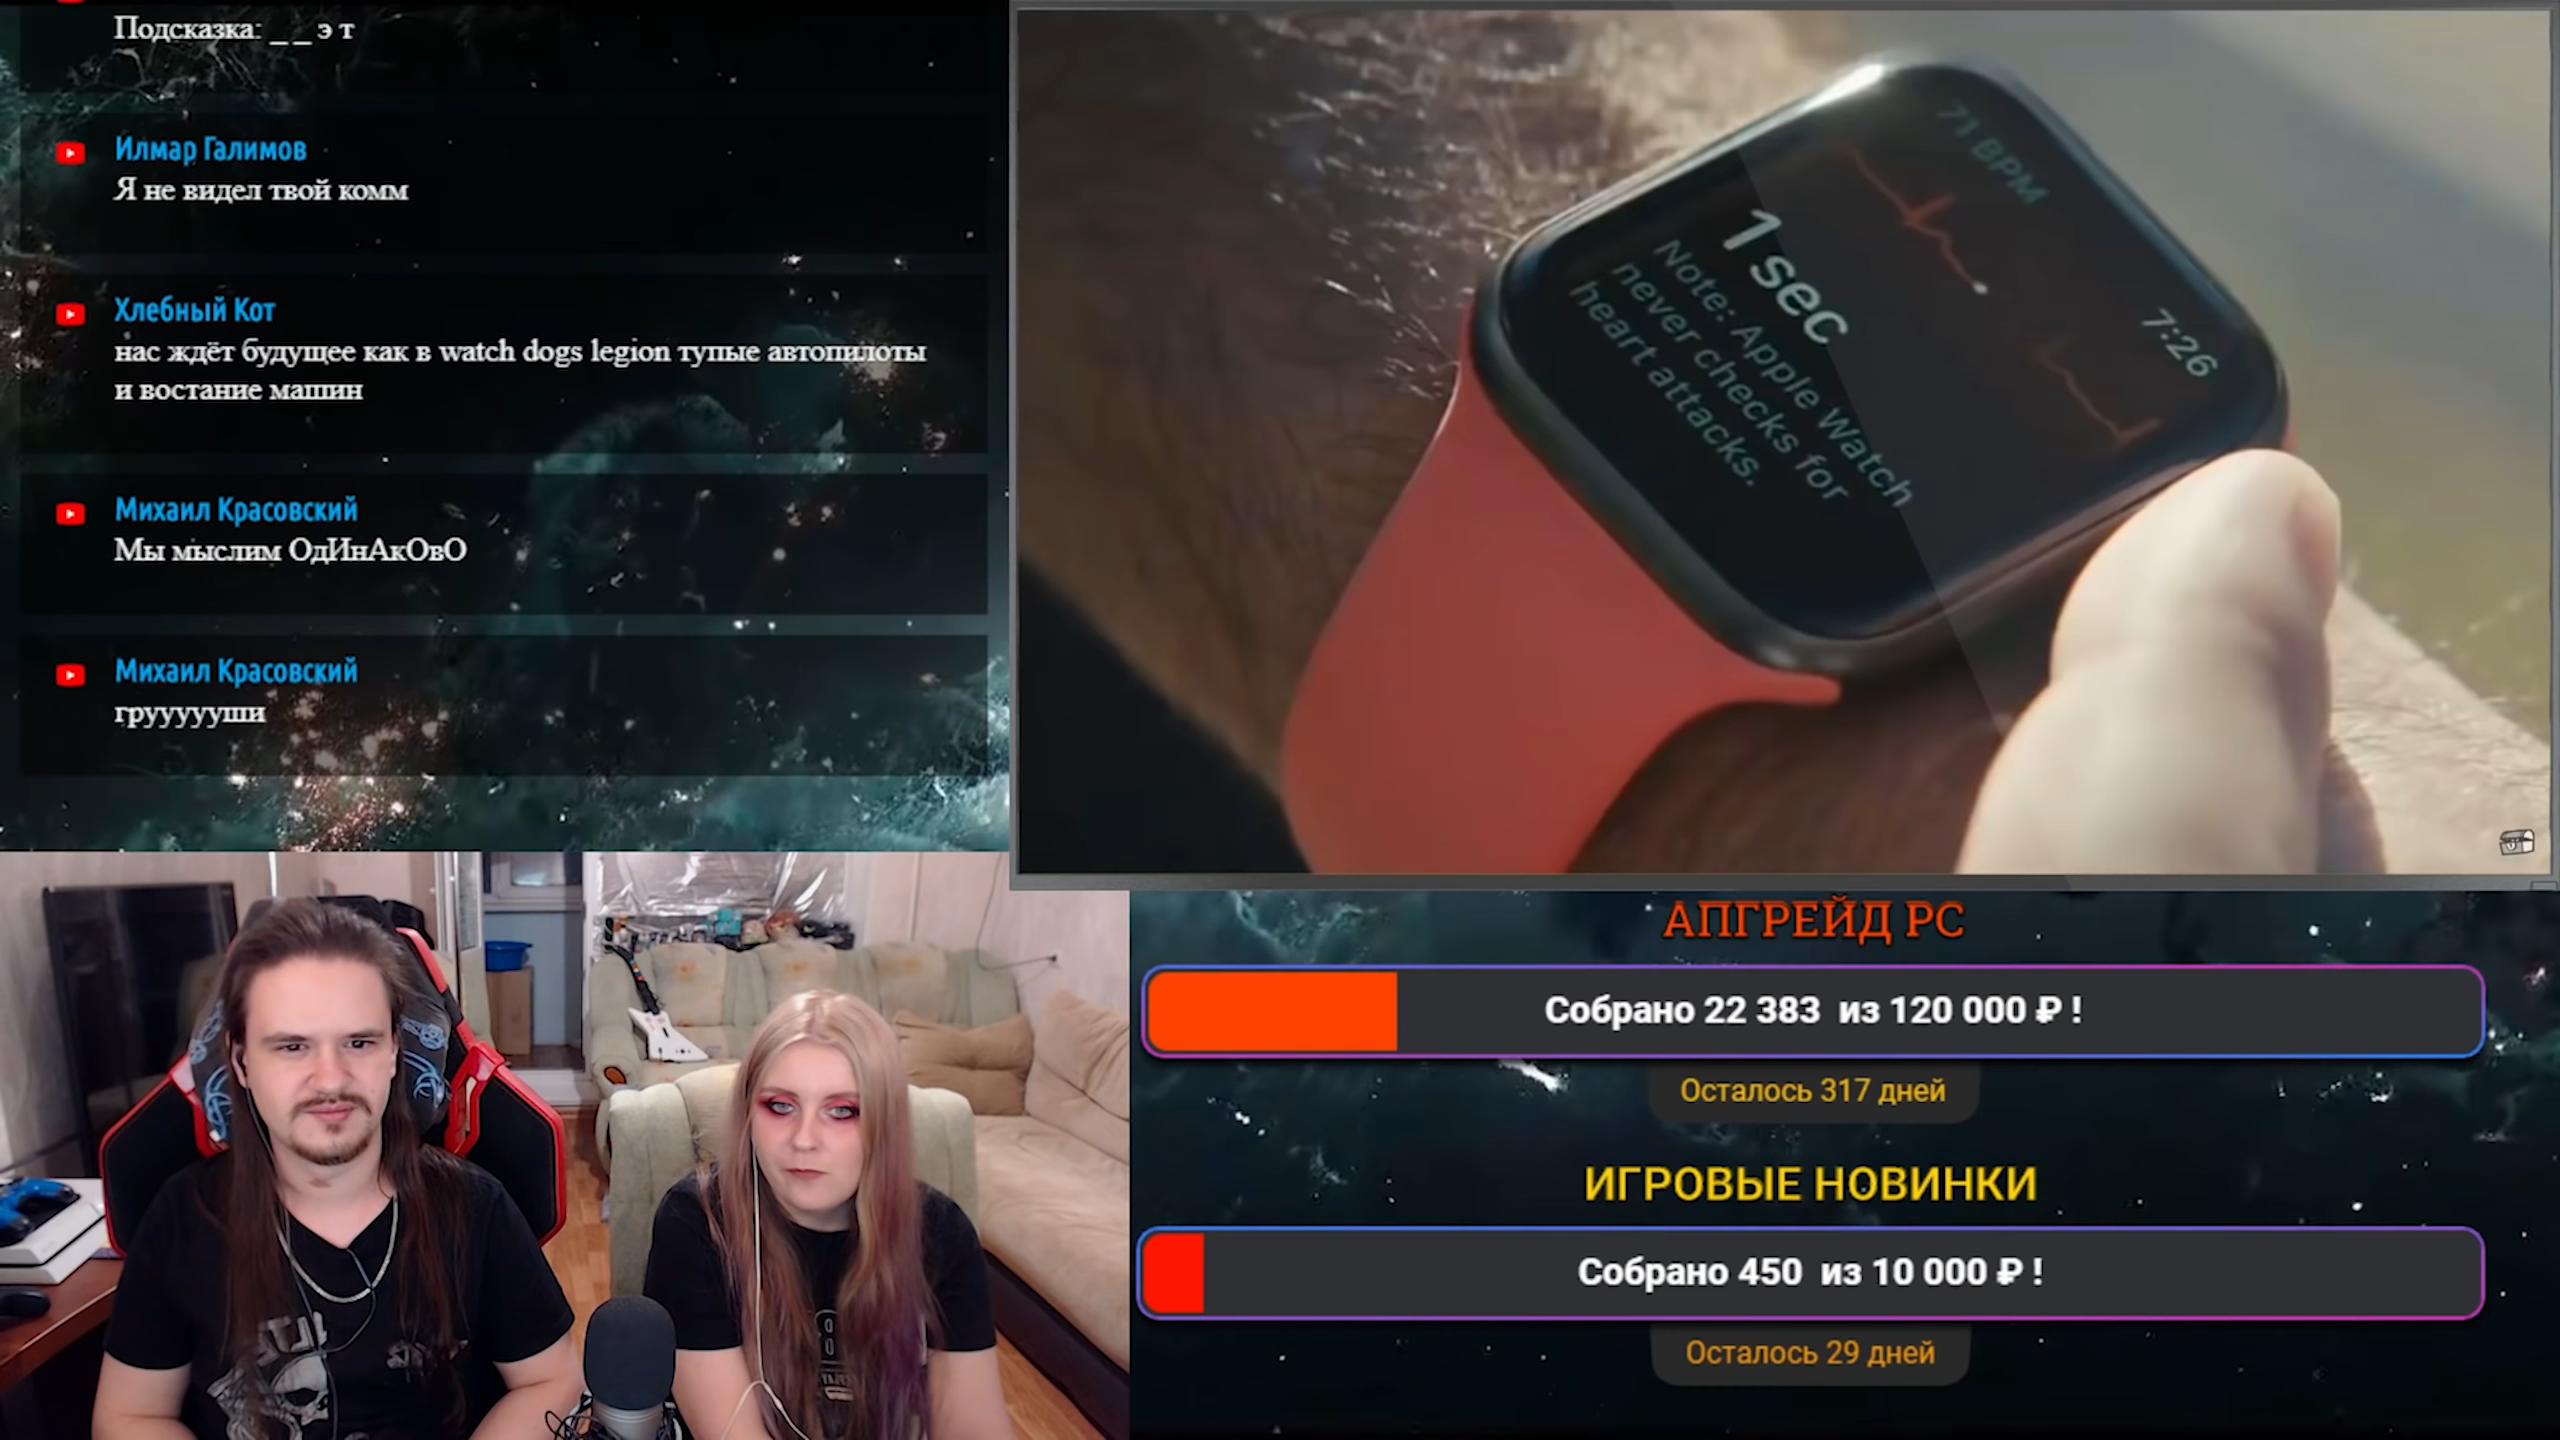 Подсказка: _ _ э т
Илмар Галимов
Я не видел твой комм
Хлебный Кот
нас ждёт будущее как в watch dogs legion тупые автопилоты
и востание машин
Михаил Красовский
Мы мыслим ОдИнАкОвО
Михаил Красовский
груууууши
71 BPM
7:26
1 sec
Note: Apple Watch
never checks for
heart attacks.
АПГРЕЙД PC
Собрано 22 383 из 120 000 ₽ !
Осталось 317 дней
ИГРОВЫЕ НОВИНКИ
Собрано 450 из 10 000 ₽ !
Осталось 29 дней